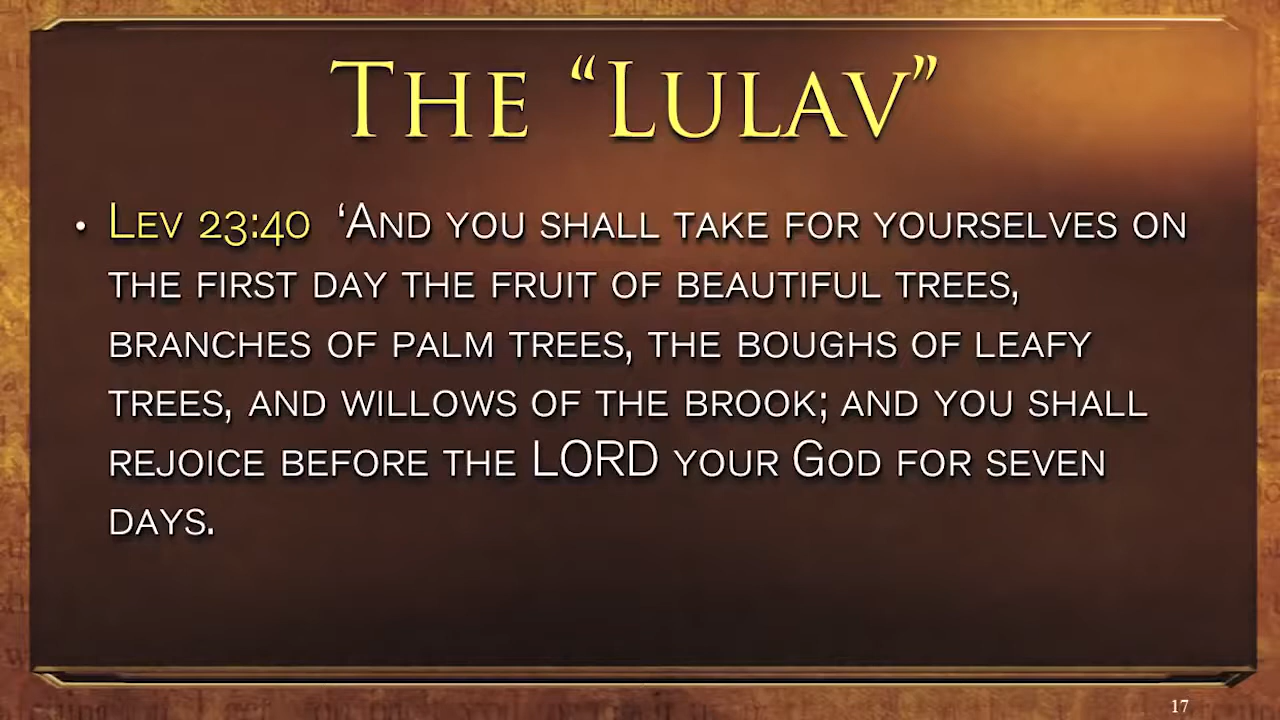 The “Lulav”
• Lev 23:40 ‘And you shall take for yourselves on
the first day the fruit of beautiful trees,
branches of palm trees, the boughs of leafy
trees, and willows of the brook; and you shall
rejoice before the LORD your God for seven
days.
17